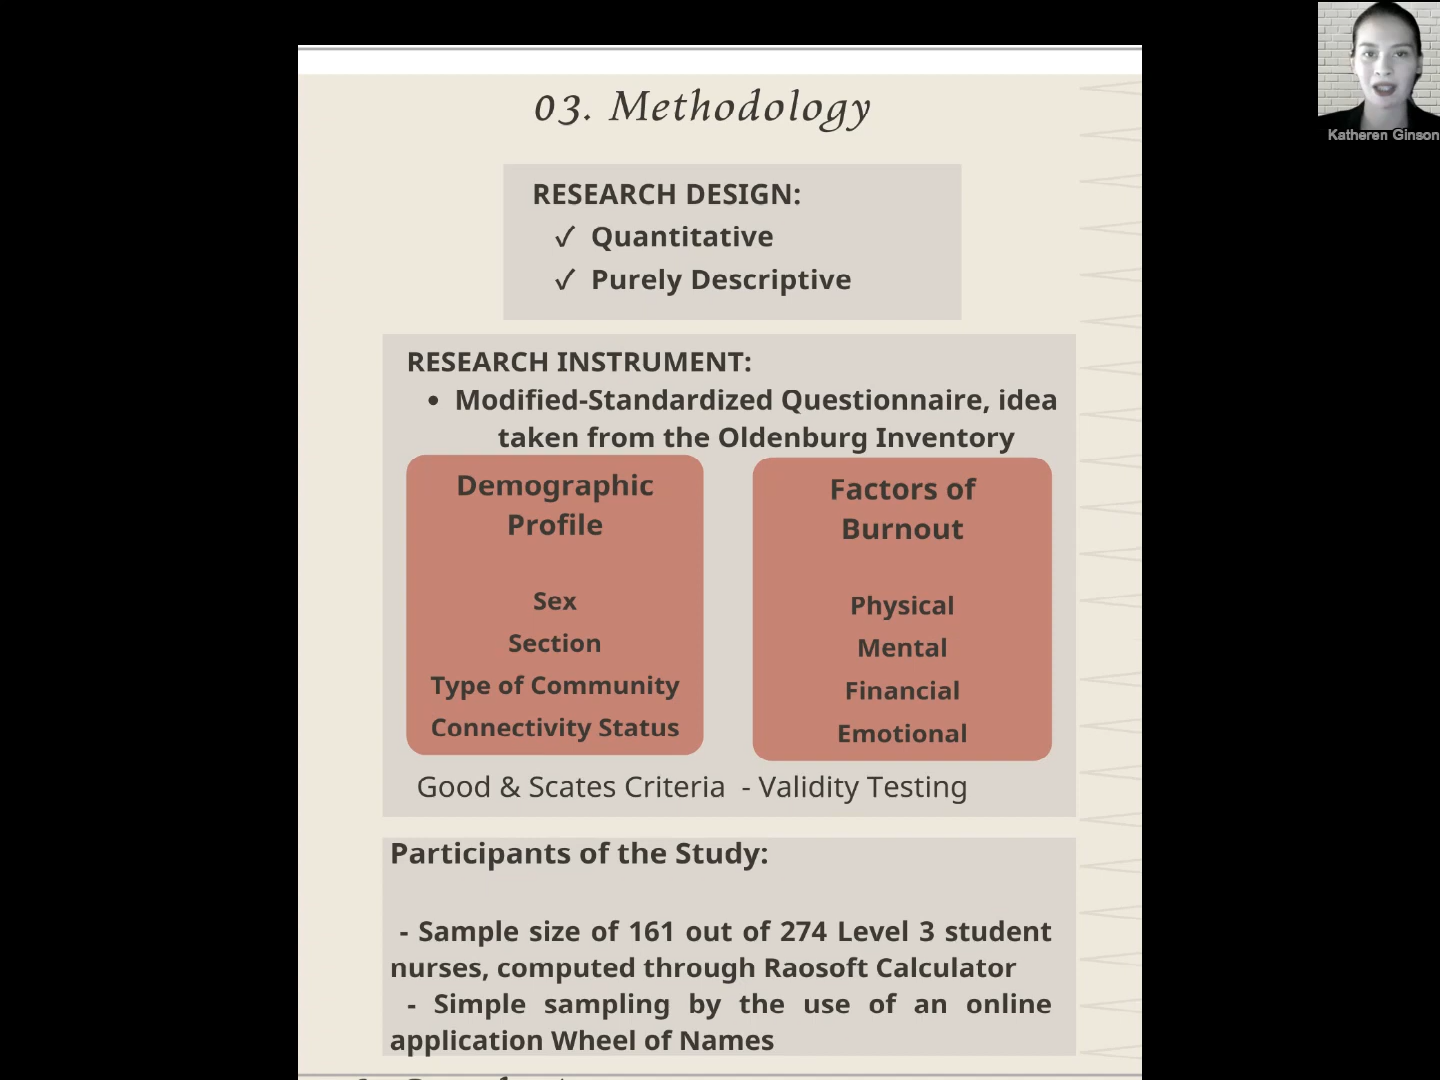 03. Methodology
Katheren Ginson
RESEARCH DESIGN:
✓ Quantitative
✓ Purely Descriptive
RESEARCH INSTRUMENT:
• Modified-Standardized Questionnaire, idea
taken from the Oldenburg Inventory
Demographic
Profile
Sex
Section
Type of Community
Connectivity Status
Factors of
Burnout
Physical
Mental
Financial
Emotional
Good & Scates Criteria - Validity Testing
Participants of the Study:
- Sample size of 161 out of 274 Level 3 student
nurses, computed through Raosoft Calculator
- Simple sampling by the use of an online
application Wheel of Names